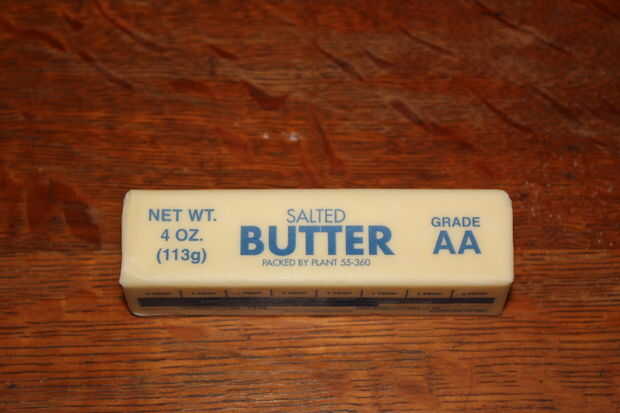 NET WT.
4 OZ.
(113g)
SALTED
BUTTER
PACKED BY PLANT 55-360
GRADE
AA